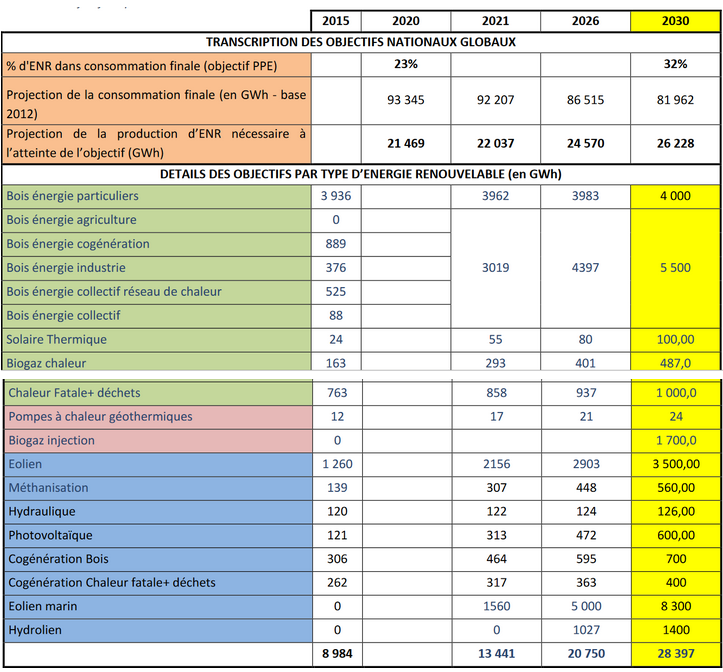 2015 2020 2021 2026 2030
TRANSCRIPTION DES OBJECTIFS NATIONAUX GLOBAUX
% d'ENR dans consommation finale (objectif PPE) 23% 32%
Projection de la consommation finale (en GWh - base
2012) 93 345 92 207 86 515 81 962
Projection de la production d’ENR nécessaire à
l’atteinte de l’objectif (GWh) 21 469 22 037 24 570 26 228
DETAILS DES OBJECTIFS PAR TYPE D’ENERGIE RENOUVELABLE (en GWh)
Bois énergie particuliers 3 936 3962 3983 4 000
Bois énergie agriculture 0
Bois énergie cogénération 889
Bois énergie industrie 376 3019 4397 5 500
Bois énergie collectif réseau de chaleur 525
Bois énergie collectif 88
Solaire Thermique 24 55 80 100,00
Biogaz chaleur 163 293 401 487,0
Chaleur Fatale+ déchets 763 858 937 1 000,0
Pompes à chaleur géothermiques 12 17 21 24
Biogaz injection 0 1 700,0
Eolien 1 260 2156 2903 3 500,00
Méthanisation 139 307 448 560,00
Hydraulique 120 122 124 126,00
Photovoltaïque 121 313 472 600,00
Cogénération Bois 306 464 595 700
Cogénération Chaleur fatale+ déchets 262 317 363 400
Eolien marin 0 1560 5 000 8 300
Hydrolien 0 0 1027 1400
8 984 13 441 20 750 28 397